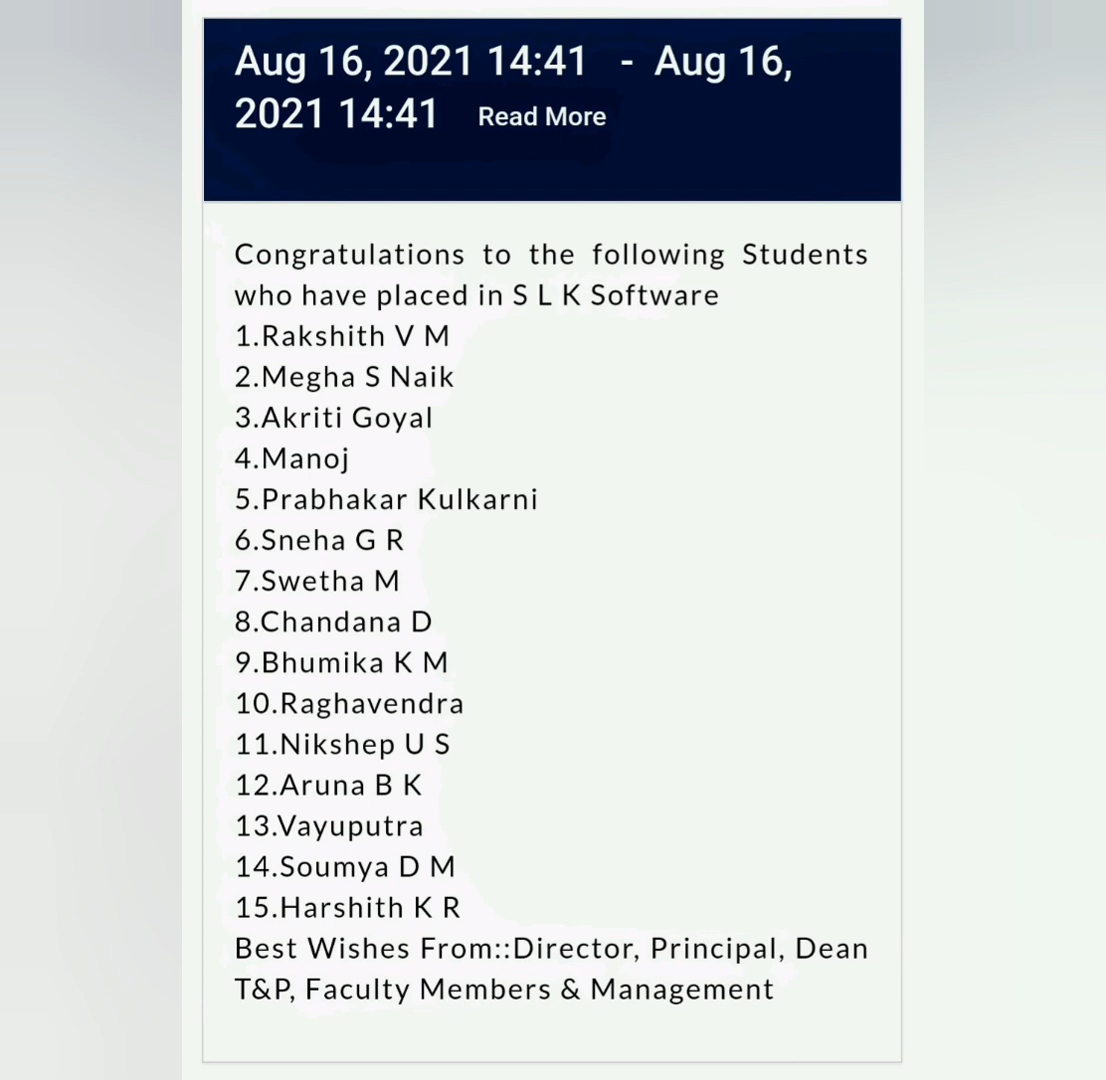 Aug 16, 2021 14:41 - Aug 16,
2021 14:41 Read More
Congratulations to the following Students
who have placed in S L K Software
1.Rakshith V M
2.Megha S Naik
3.Akriti Goyal
4.Manoj
5.Prabhakar Kulkarni
6.Sneha G R
7.Swetha M
8.Chandana D
9.Bhumika K M
10.Raghavendra
11.Nikshep U S
12.Aruna B K
13.Vayuputra
14.Soumya D M
15.Harshith K R
Best Wishes From::Director, Principal, Dean
T&P, Faculty Members & Management